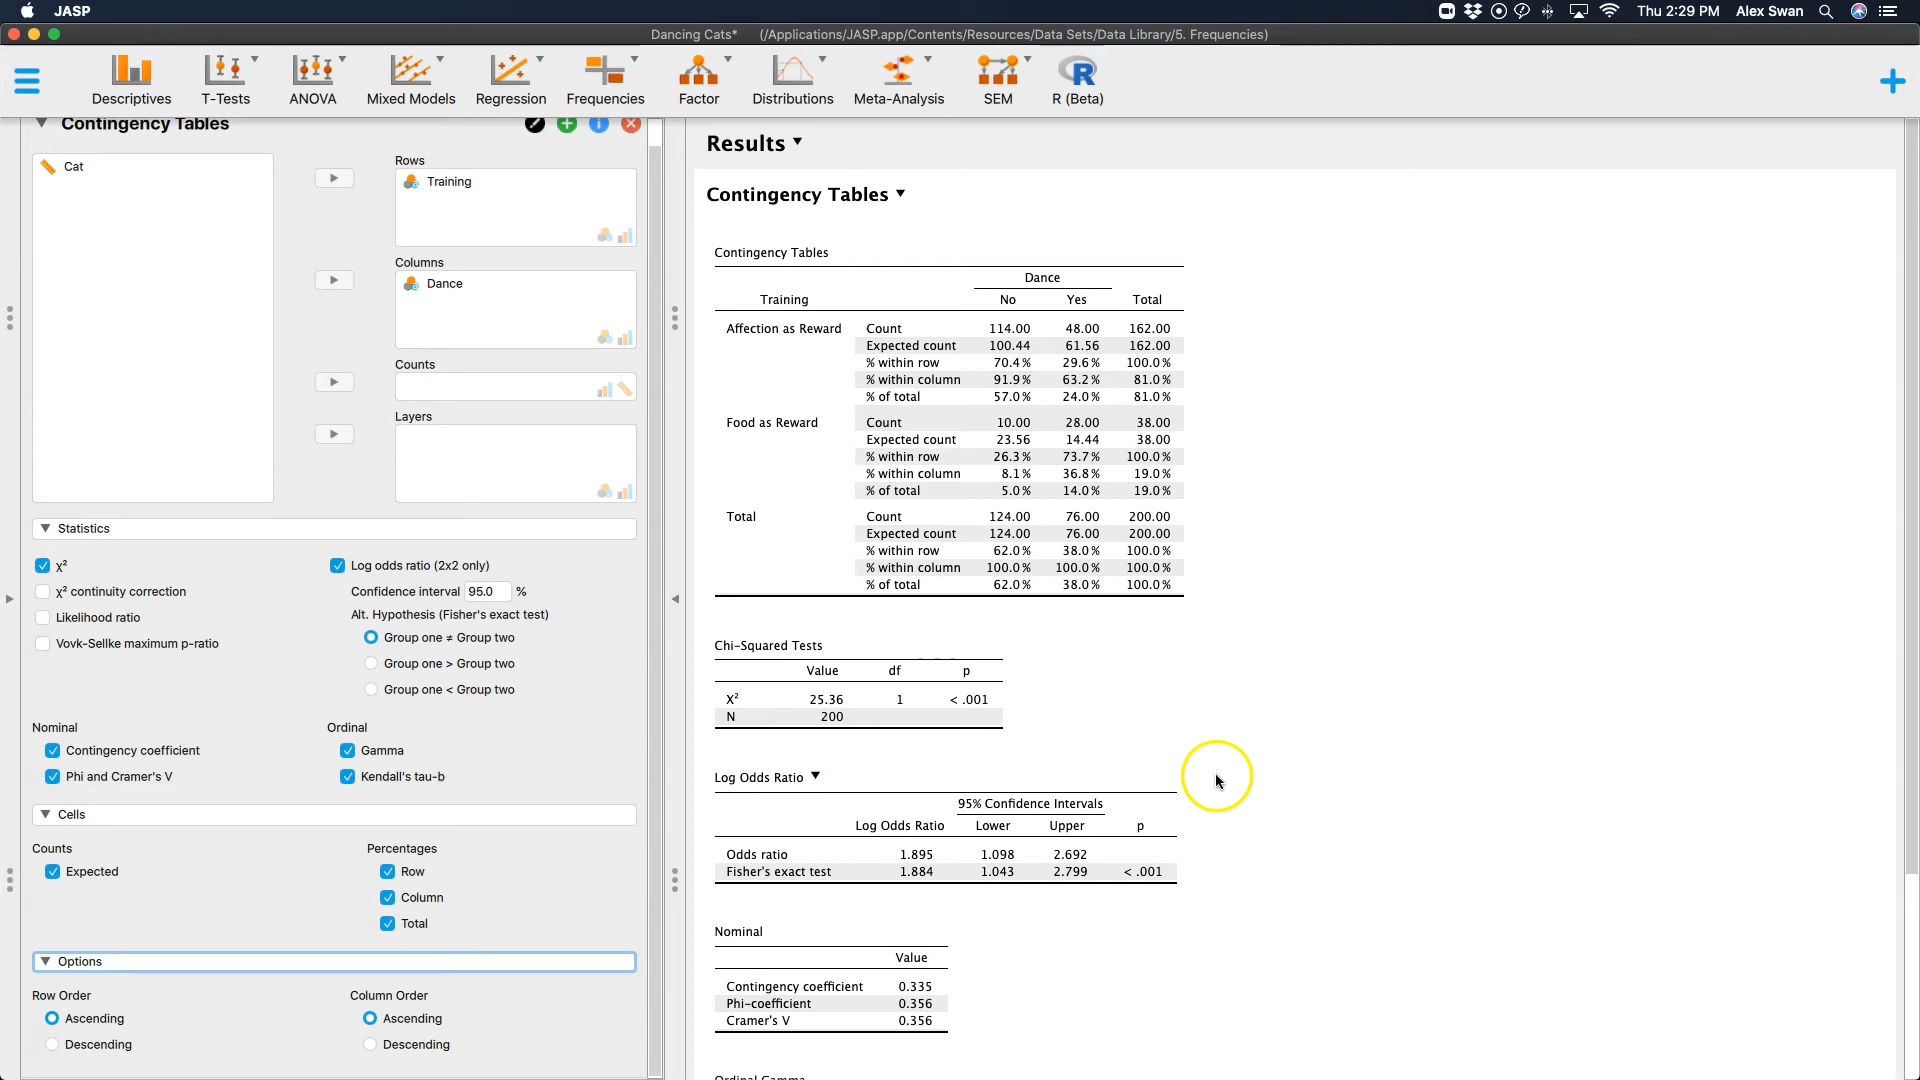 JASP
Thu 2:29 PM Alex Swan
Dancing Cats* (/Applications/JASP.app/Contents/Resources/Data Sets/Data Library/5. Frequencies)
Descriptives T-Tests ANOVA Mixed Models Regression Frequencies Factor Distributions Meta-Analysis SEM R (Beta)
Contingency Tables
Cat
Rows
Training
Columns
Dance
Counts
Layers
Statistics
χ²
χ² continuity correction
Likelihood ratio
Vovk-Sellke maximum p-ratio
Log odds ratio (2x2 only)
Confidence interval 95.0 %
Alt. Hypothesis (Fisher's exact test)
Group one ≠ Group two
Group one > Group two
Group one < Group two
Nominal
Contingency coefficient
Phi and Cramer's V
Ordinal
Gamma
Kendall's tau-b
Cells
Counts
Expected
Percentages
Row
Column
Total
Options
Row Order
Ascending
Descending
Column Order
Ascending
Descending
Results
Contingency Tables
Contingency Tables
Dance
Training No Yes Total
Affection as Reward Count 114.00 48.00 162.00
Expected count 100.44 61.56 162.00
% within row 70.4% 29.6% 100.0%
% within column 91.9% 63.2% 81.0%
% of total 57.0% 24.0% 81.0%
Food as Reward Count 10.00 28.00 38.00
Expected count 23.56 14.44 38.00
% within row 26.3% 73.7% 100.0%
% within column 8.1% 36.8% 19.0%
% of total 5.0% 14.0% 19.0%
Total Count 124.00 76.00 200.00
Expected count 124.00 76.00 200.00
% within row 62.0% 38.0% 100.0%
% within column 100.0% 100.0% 100.0%
% of total 62.0% 38.0% 100.0%
Chi-Squared Tests
Value df p
Χ² 25.36 1 < .001
N 200
Log Odds Ratio
95% Confidence Intervals
Log Odds Ratio Lower Upper p
Odds ratio 1.895 1.098 2.692
Fisher's exact test 1.884 1.043 2.799 < .001
Nominal
Value
Contingency coefficient 0.335
Phi-coefficient 0.356
Cramer's V 0.356
Ordinal Gamma